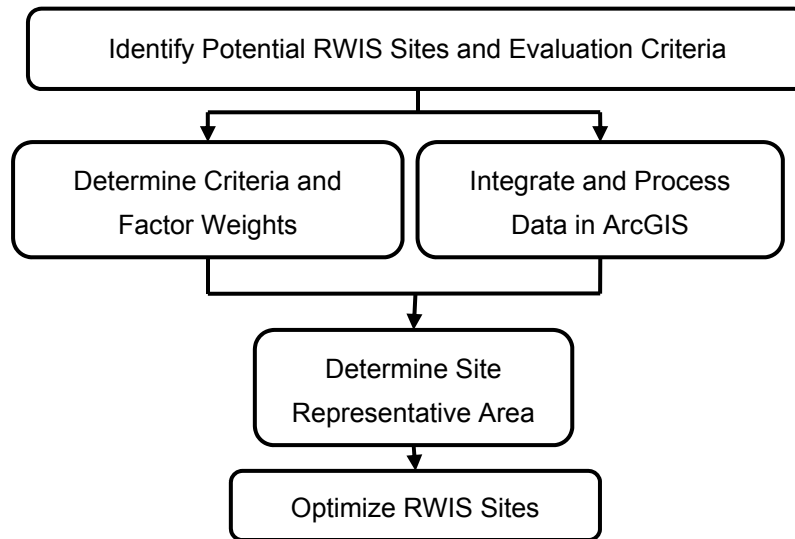 Identify Potential RWIS Sites and Evaluation Criteria
Determine Criteria and
Factor Weights
Integrate and Process
Data in ArcGIS
Determine Site
Representative Area
Optimize RWIS Sites